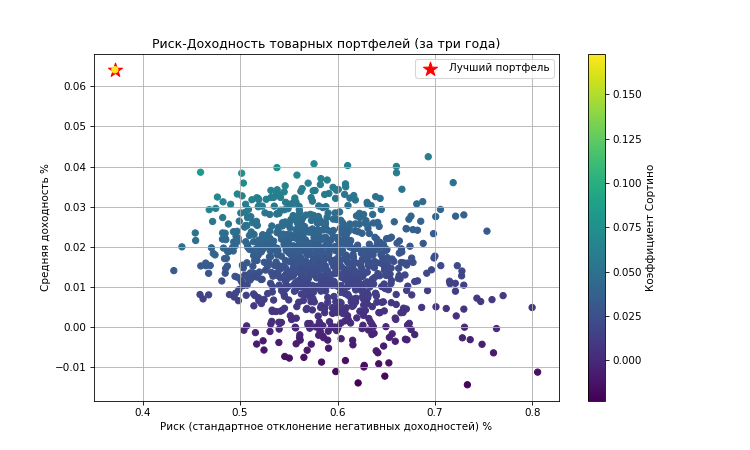 Риск-Доходность товарных портфелей (за три года)
Лучший портфель
Средняя доходность %
0.06
0.05
0.04
0.03
0.02
0.01
0.00
−0.01
0.4 0.5 0.6 0.7 0.8
Риск (стандартное отклонение негативных доходностей) %
0.150
0.125
0.100
0.075
0.050
0.025
0.000
Коэффициент Сортино